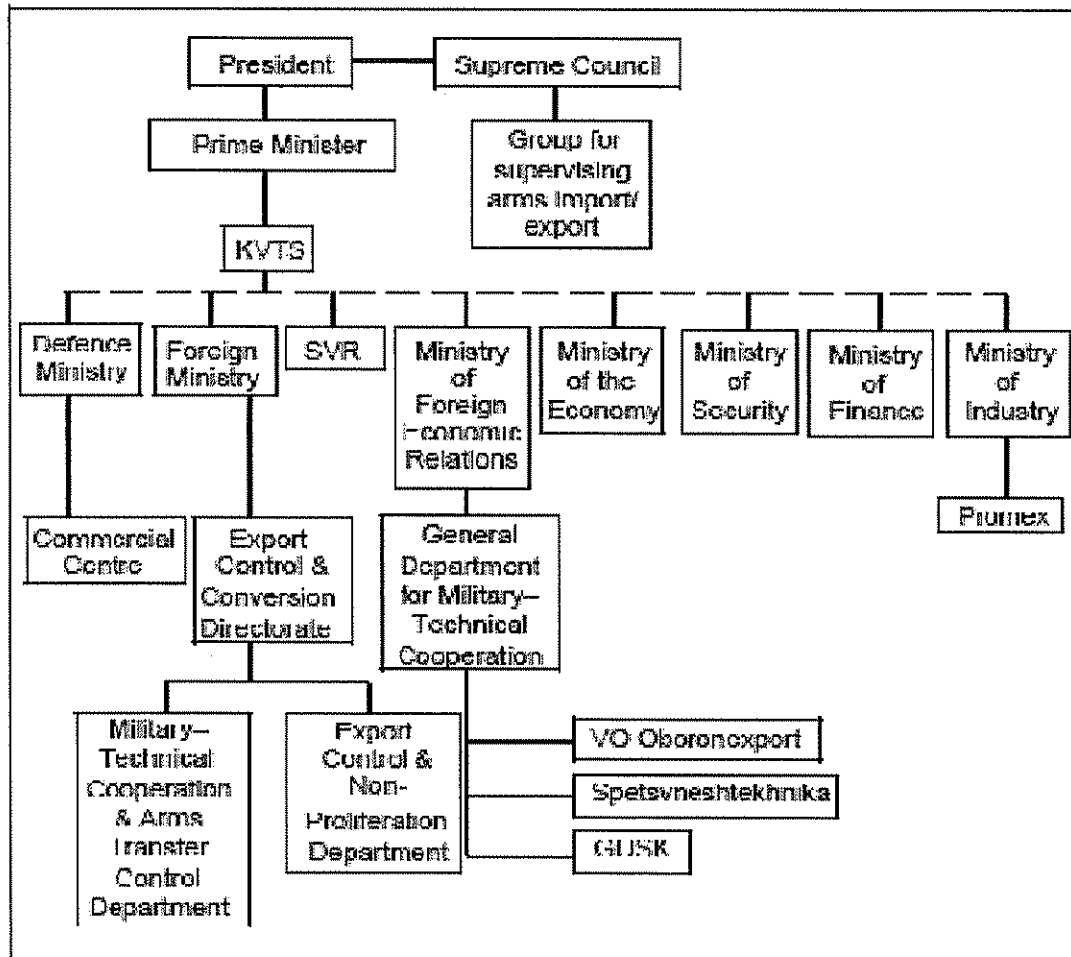 President
Supreme Council
Prime Minister
Group for
supervising
arms import/
export
KVTS
Defence
Ministry
Foreign
Ministry
SVR
Ministry
of
Foreign
Economic
Relations
Ministry
of the
Economy
Ministry
of
Security
Ministry
of
Finance
Ministry
of
Industry
Commercial
Centre
Export
Control &
Conversion
Directorate
General
Department
for Military–
Technical
Cooperation
Promex
Military–
Technical
Cooperation
& Arms
Transfer
Control
Department
Export
Control &
Non-
Proliferation
Department
VO Oboronexport
Spetsvneshtekhnika
GUSK